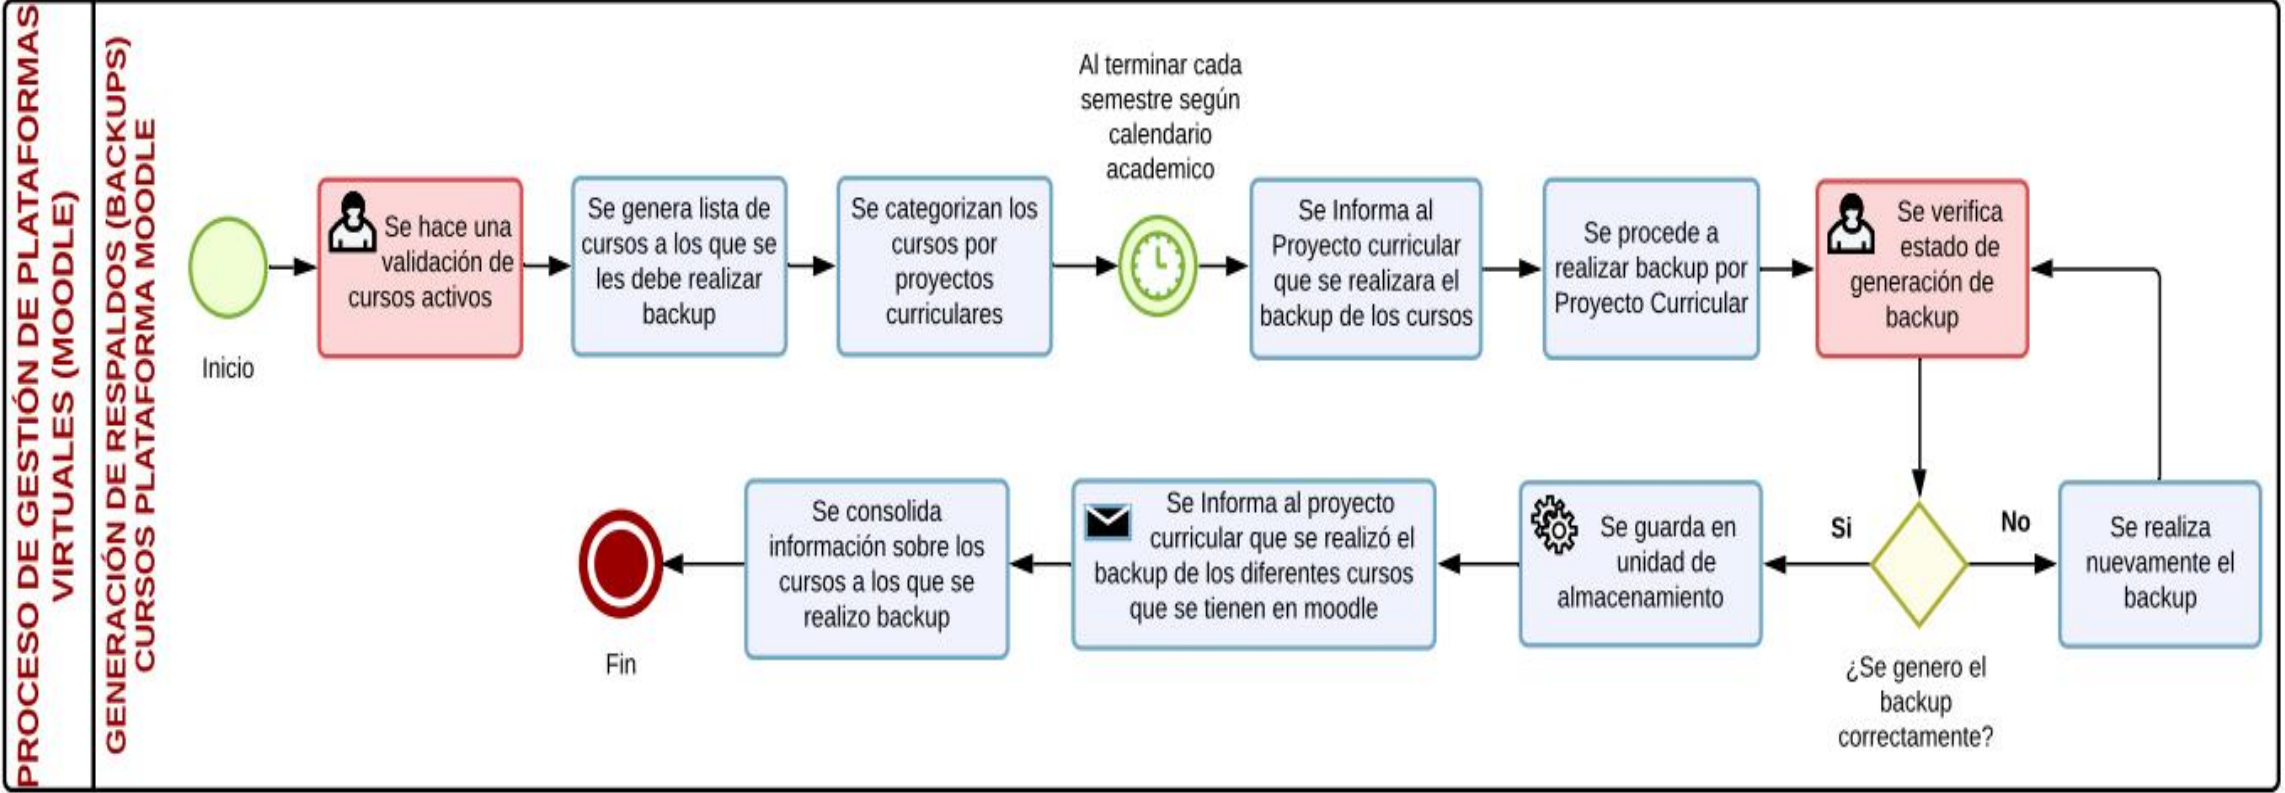 PROCESO DE GESTIÓN DE PLATAFORMAS
VIRTUALES (MOODLE)
GENERACIÓN DE RESPALDOS (BACKUPS)
CURSOS PLATAFORMA MOODLE
Inicio
Se hace una
validación de
cursos activos
Se genera lista de
cursos a los que se
les debe realizar
backup
Se categorizan los
cursos por
proyectos
curriculares
Al terminar cada
semestre según
calendario
academico
Se Informa al
Proyecto curricular
que se realizara el
backup de los cursos
Se procede a
realizar backup por
Proyecto Curricular
Se verifica
estado de
generación de
backup
¿Se genero el
backup
correctamente?
No
Se realiza
nuevamente el
backup
Si
Se guarda en
unidad de
almacenamiento
Se Informa al proyecto
curricular que se realizó el
backup de los diferentes cursos
que se tienen en moodle
Se consolida
información sobre los
cursos a los que se
realizo backup
Fin